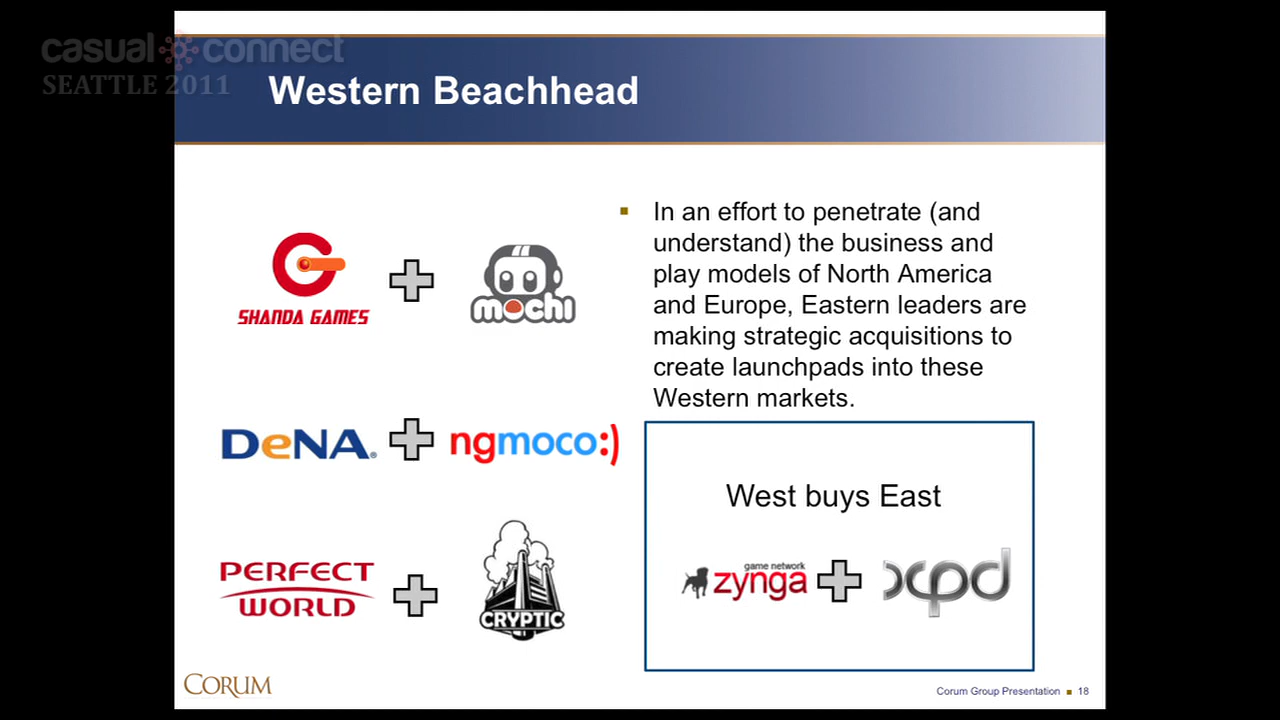 casual connect
SEATTLE 2011
Western Beachhead
SHANDA GAMES
mochi
DeNA®
ngmoco:)
PERFECT
WORLD
CRYPTIC
In an effort to penetrate (and
understand) the business and
play models of North America
and Europe, Eastern leaders are
making strategic acquisitions to
create launchpads into these
Western markets.
West buys East
game network
zynga
xpd
CORUM
Corum Group Presentation 18